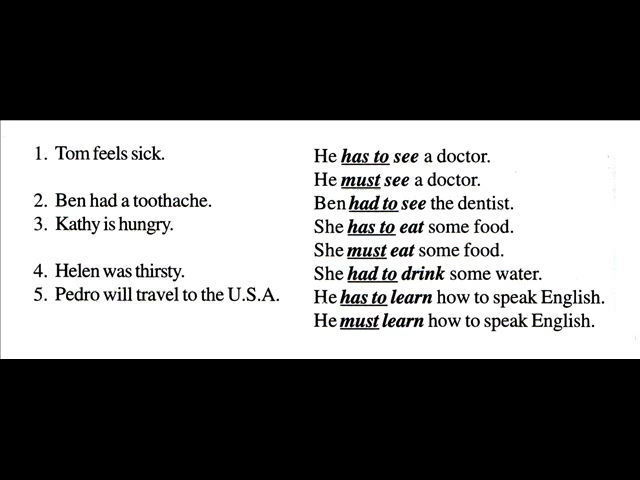 1. Tom feels sick. He has to see a doctor.
He must see a doctor.
2. Ben had a toothache. Ben had to see the dentist.
3. Kathy is hungry. She has to eat some food.
She must eat some food.
4. Helen was thirsty. She had to drink some water.
5. Pedro will travel to the U.S.A. He has to learn how to speak English.
He must learn how to speak English.